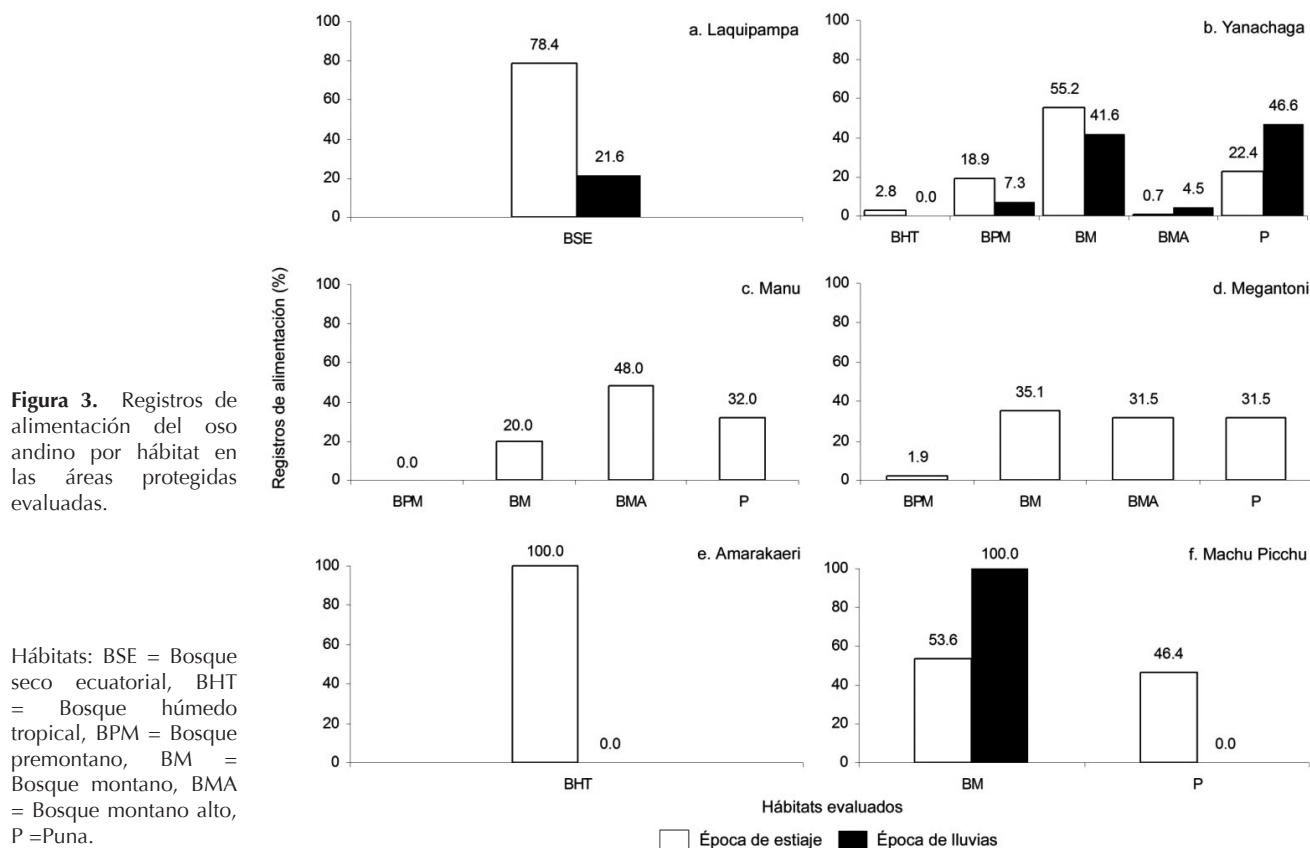 Figura 3. Registros de
alimentación del oso
andino por hábitat en
las áreas protegidas
evaluadas.
Hábitats: BSE = Bosque
seco ecuatorial, BHT
= Bosque húmedo
tropical, BPM = Bosque
premontano, BM =
Bosque montano, BMA
= Bosque montano alto,
P =Puna.
Registros de alimentación (%)
a. Laquipampa
100
80
60
40
20
0
78.4
21.6
BSE
b. Yanachaga
100
80
60
40
20
0
2.8
0.0
18.9
7.3
55.2
41.6
0.7
4.5
22.4
46.6
BHT
BPM
BM
BMA
P
c. Manu
100
80
60
40
20
0
0.0
20.0
48.0
32.0
BPM
BM
BMA
P
d. Megantoni
100
80
60
40
20
0
1.9
35.1
31.5
31.5
BPM
BM
BMA
P
e. Amarakaeri
100
80
60
40
20
0
100.0
0.0
BHT
f. Machu Picchu
100
80
60
40
20
0
53.6
100.0
46.4
0.0
BM
P
Hábitats evaluados
Época de estiaje
Época de lluvias